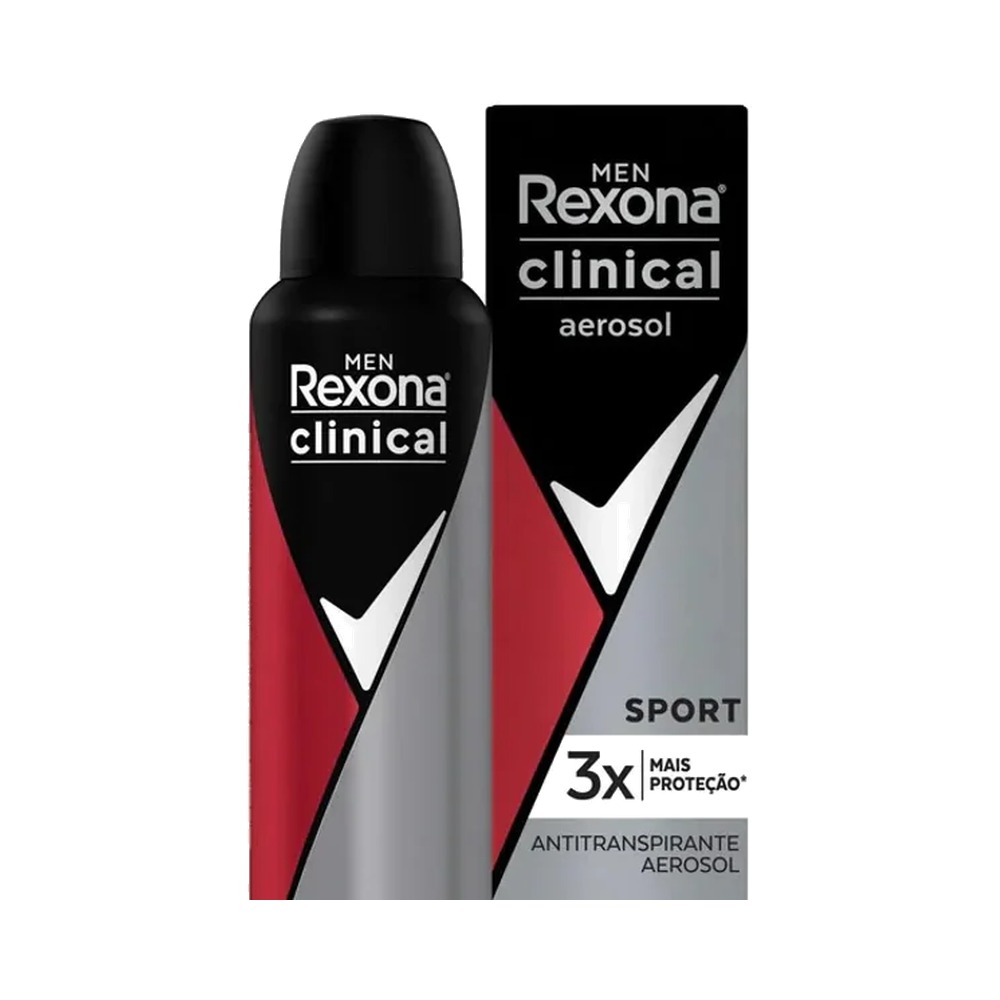 MEN
Rexona®
clinical
MEN
Rexona®
clinical
aerosol
SPORT
3x
MAIS
PROTEÇÃO*
ANTITRANSPIRANTE
AEROSOL